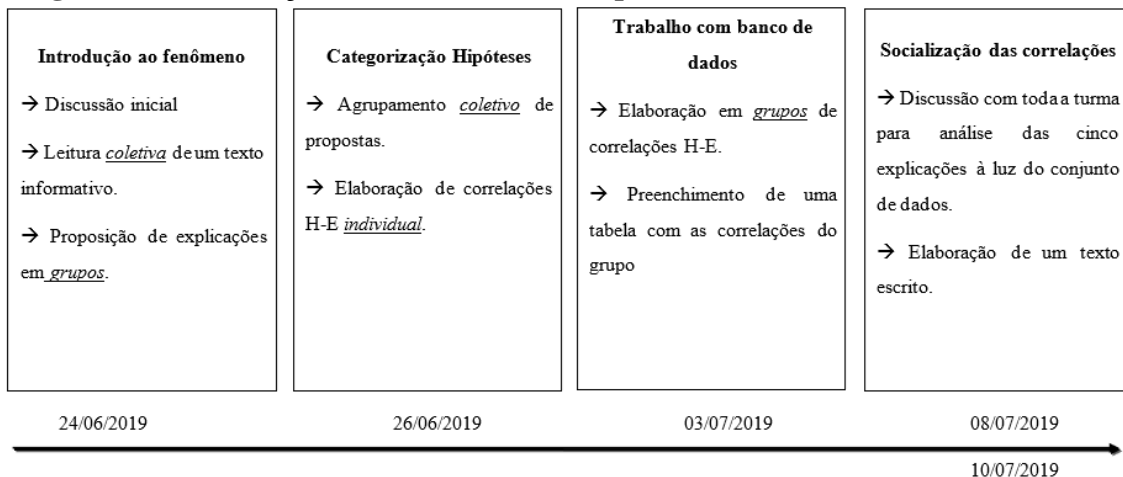 Introdução ao fenômeno
→ Discussão inicial
→ Leitura coletiva de um texto
informativo.
→ Proposição de explicações
em grupos.
Categorização Hipóteses
→ Agrupamento coletivo de
propostas.
→ Elaboração de correlações
H-E individual.
Trabalho com banco de
dados
→ Elaboração em grupos de
correlações H-E.
→ Preenchimento de uma
tabela com as correlações do
grupo
Socialização das correlações
→ Discussão com toda a turma
para análise das cinco
explicações à luz do conjunto
de dados.
→ Elaboração de um texto
escrito.
24/06/2019
26/06/2019
03/07/2019
08/07/2019
10/07/2019